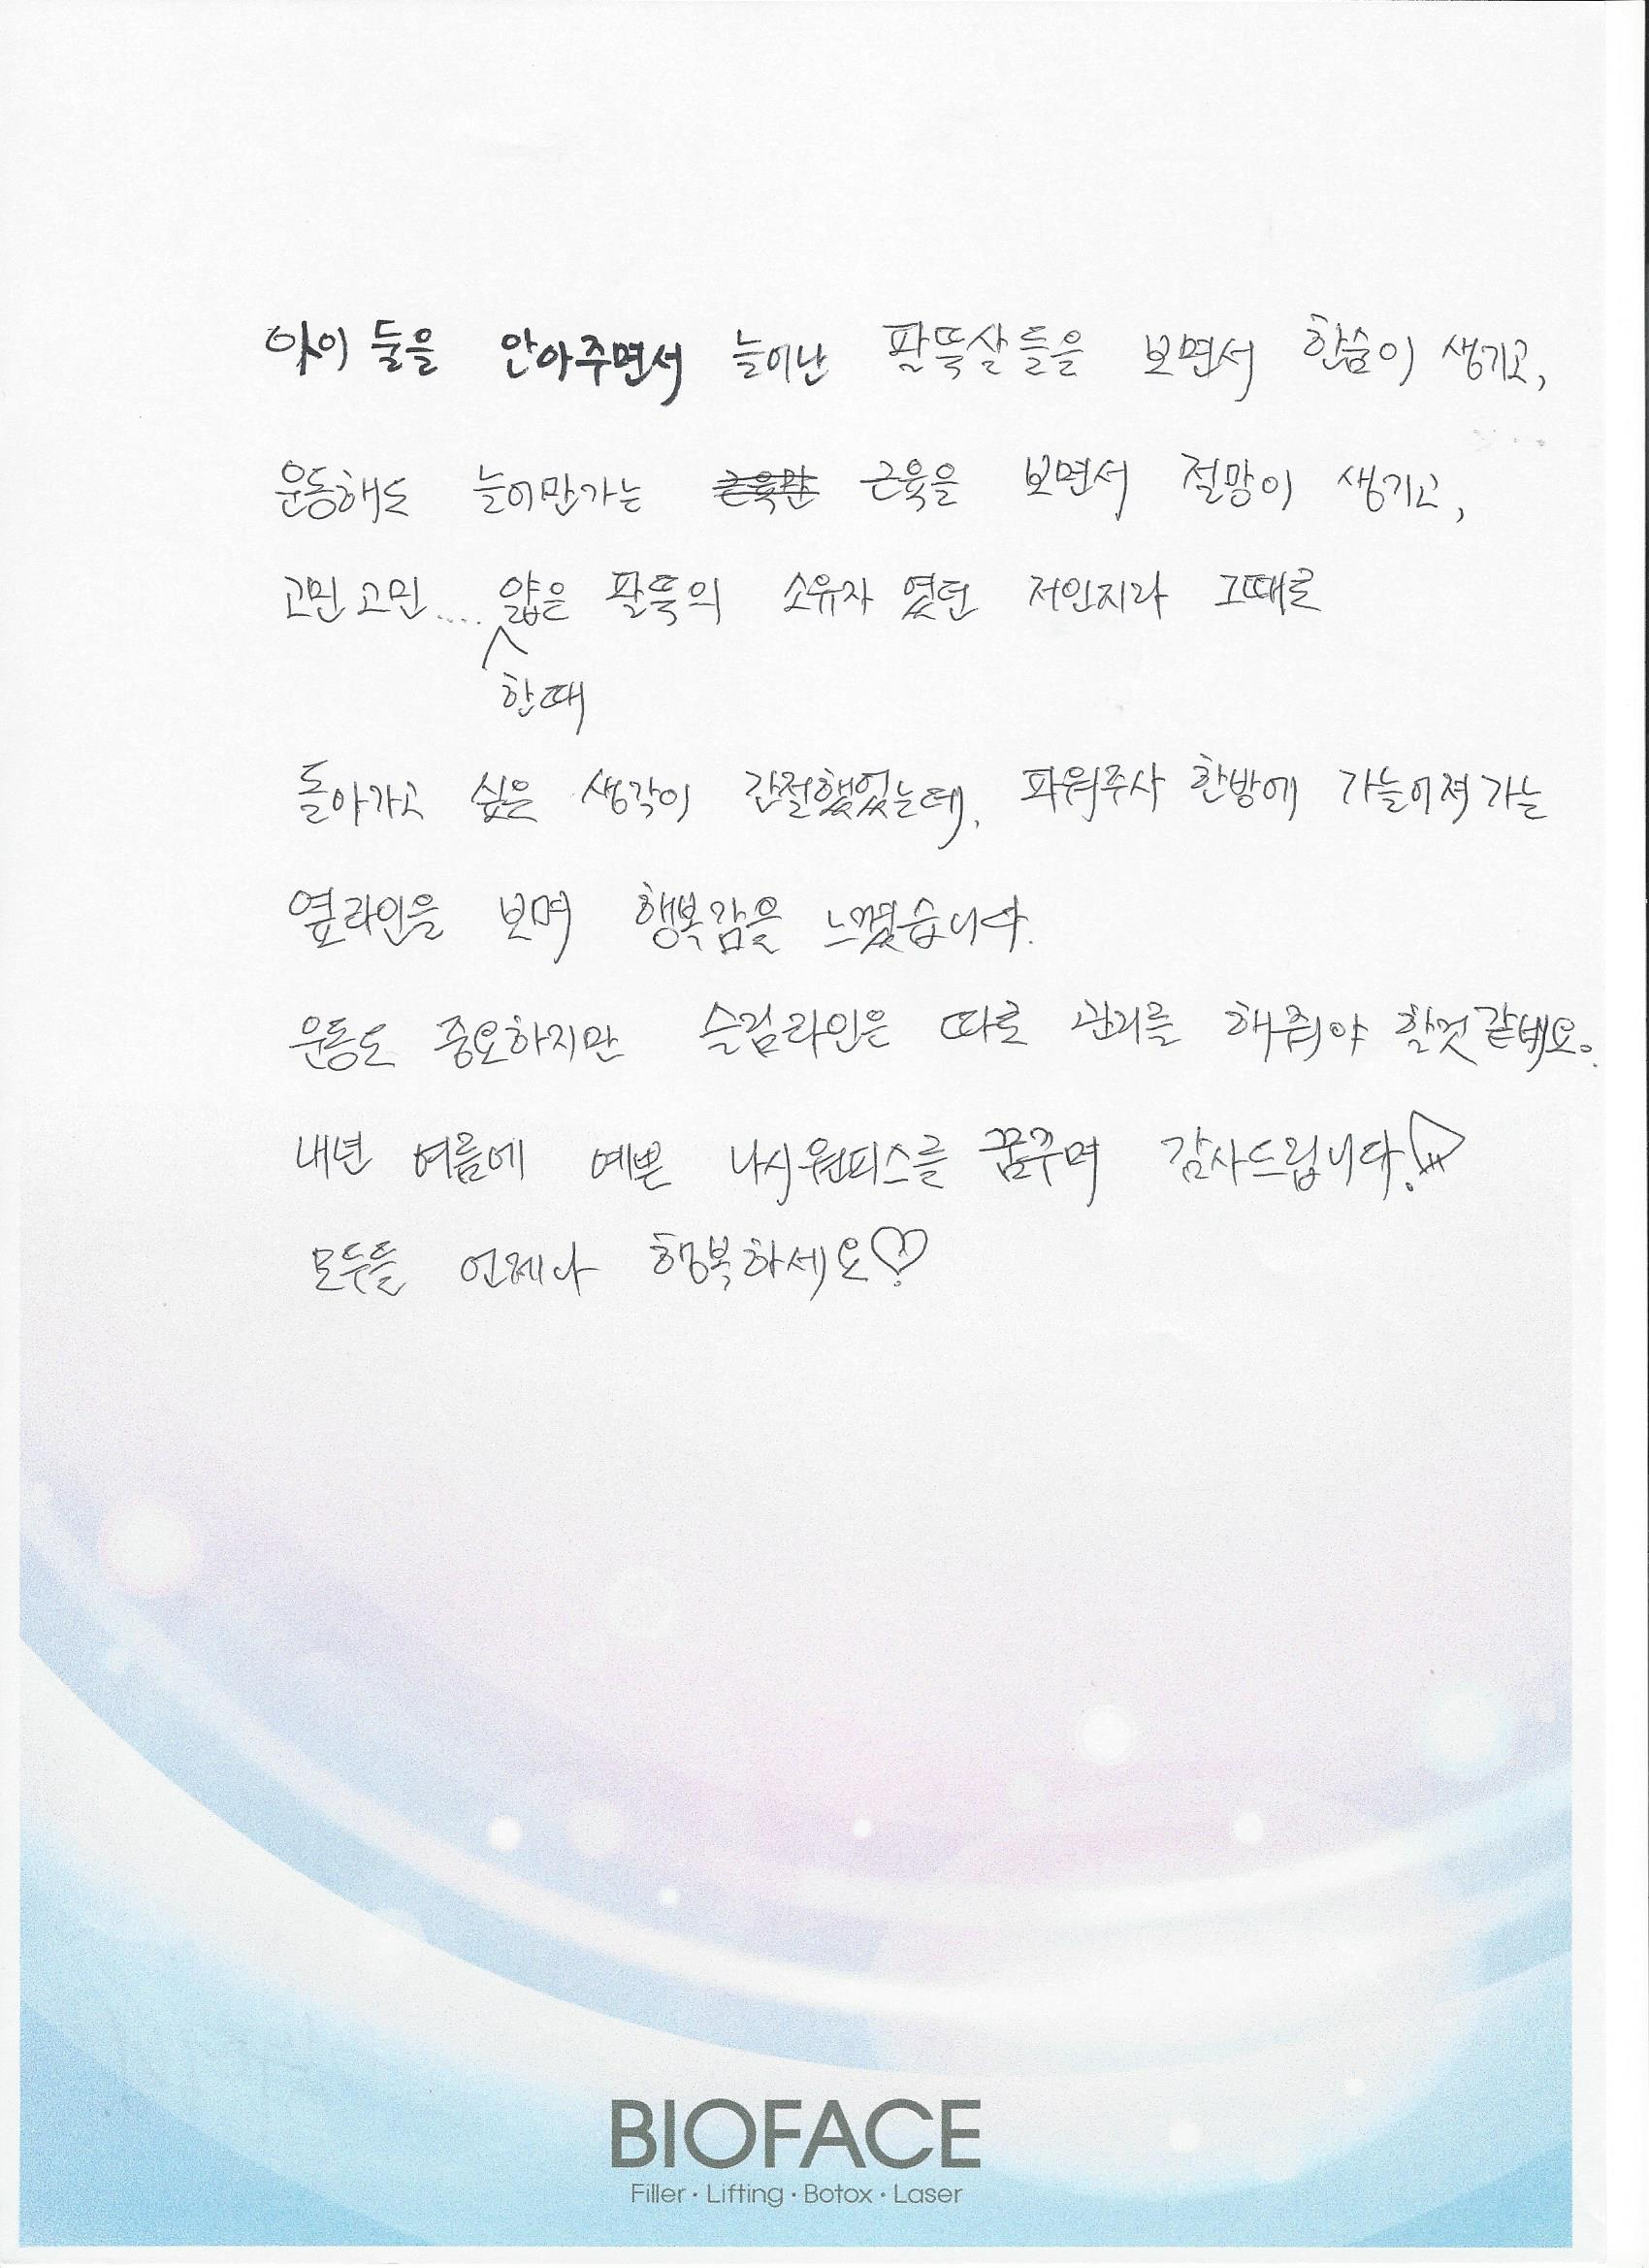 아이 둘을 안아주면서 늘어난 팔뚝살들을 보면서 한숨이 생기고,
운동해도 늘어만가는 근육만 근육을 보면서 절망이 생기고,
고민고민.... 얇은 팔뚝의 소유자 였던 저인지라 그때로
한때
돌아가고 싶은 생각이 간절했었는데, 파워주사 한방에 가늘어져가는
옆라인을 보며 행복감을 느꼈습니다.
운동도 중요하지만 슬림라인은 따로 관리를 해줘야 할것같네요.
내년 여름에 예쁜 나시원피스를 꿈꾸며 감사드립니다!
모두들 언제나 행복하세요♡
BIOFACE
Filler · Lifting · Botox · Laser